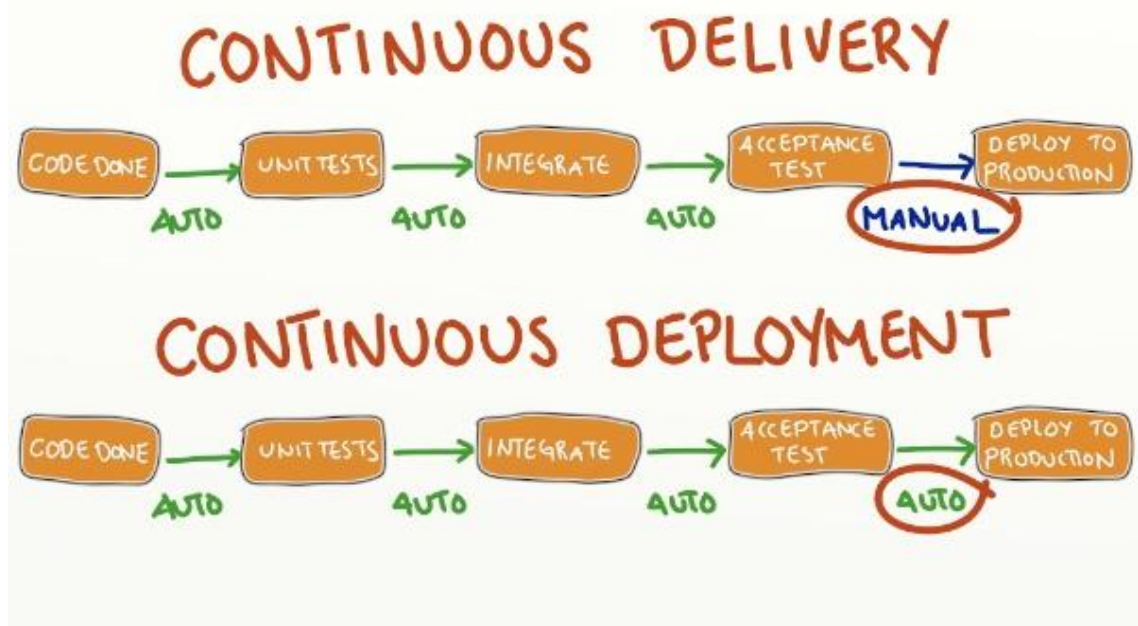 CONTINUOUS DELIVERY
CODE DONE
UNIT TESTS
INTEGRATE
ACCEPTANCE
TEST
DEPLOY TO
PRODUCTION
AUTO
AUTO
AUTO
MANUAL
CONTINUOUS DEPLOYMENT
CODE DONE
UNIT TESTS
INTEGRATE
ACCEPTANCE
TEST
DEPLOY TO
PRODUCTION
AUTO
AUTO
AUTO
AUTO